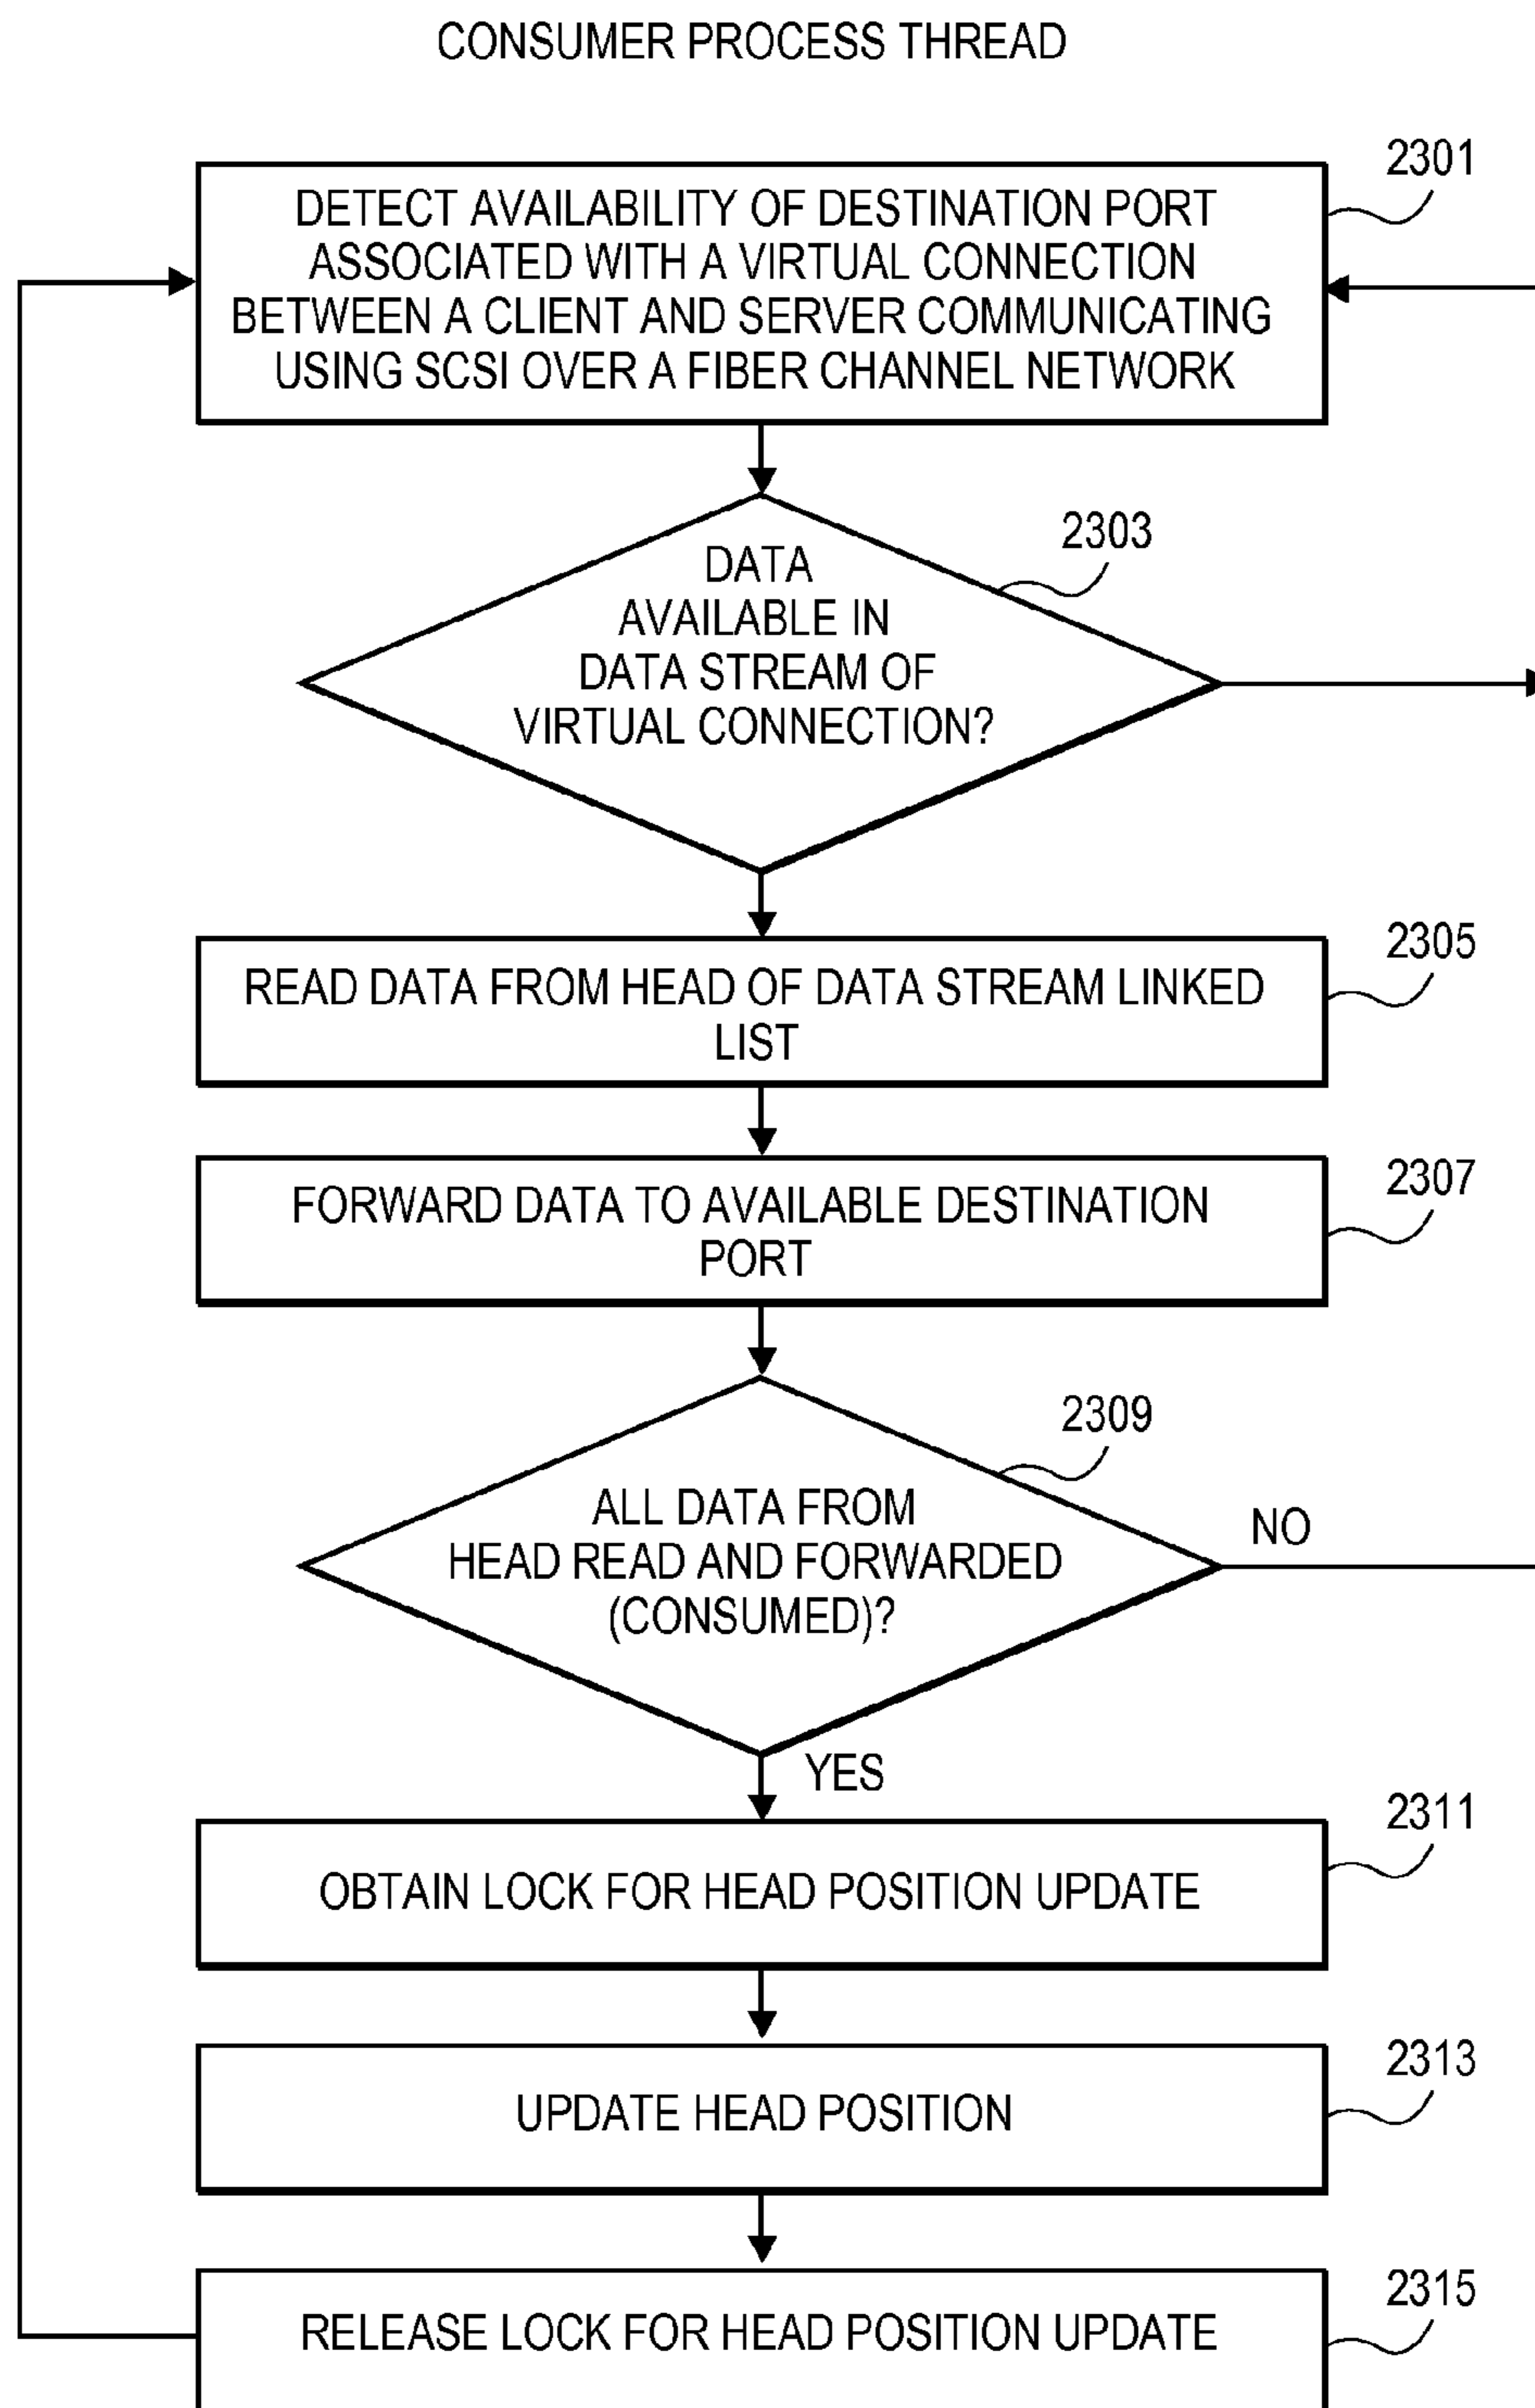 CONSUMER PROCESS THREAD
2301
DETECT AVAILABILITY OF DESTINATION PORT
ASSOCIATED WITH A VIRTUAL CONNECTION
BETWEEN A CLIENT AND SERVER COMMUNICATING
USING SCSI OVER A FIBER CHANNEL NETWORK
2303
DATA
AVAILABLE IN
DATA STREAM OF
VIRTUAL CONNECTION?
2305
READ DATA FROM HEAD OF DATA STREAM LINKED
LIST
2307
FORWARD DATA TO AVAILABLE DESTINATION
PORT
2309
ALL DATA FROM
HEAD READ AND FORWARDED
(CONSUMED)?
NO
YES
2311
OBTAIN LOCK FOR HEAD POSITION UPDATE
2313
UPDATE HEAD POSITION
2315
RELEASE LOCK FOR HEAD POSITION UPDATE